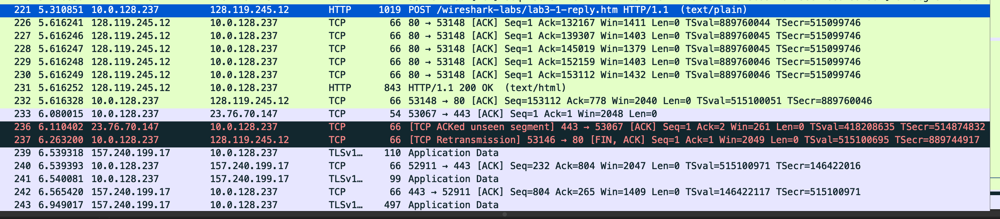 221 5.310851 10.0.128.237 128.119.245.12 HTTP 1019 POST /wireshark-labs/lab3-1-reply.htm HTTP/1.1 (text/plain)
226 5.616241 128.119.245.12 10.0.128.237 TCP 66 80 → 53148 [ACK] Seq=1 Ack=132167 Win=1411 Len=0 TSval=889760044 TSecr=515099746
227 5.616246 128.119.245.12 10.0.128.237 TCP 66 80 → 53148 [ACK] Seq=1 Ack=139307 Win=1403 Len=0 TSval=889760045 TSecr=515099746
228 5.616247 128.119.245.12 10.0.128.237 TCP 66 80 → 53148 [ACK] Seq=1 Ack=145019 Win=1379 Len=0 TSval=889760045 TSecr=515099746
229 5.616248 128.119.245.12 10.0.128.237 TCP 66 80 → 53148 [ACK] Seq=1 Ack=152159 Win=1403 Len=0 TSval=889760046 TSecr=515099746
230 5.616249 128.119.245.12 10.0.128.237 TCP 66 80 → 53148 [ACK] Seq=1 Ack=153112 Win=1432 Len=0 TSval=889760046 TSecr=515099746
231 5.616252 128.119.245.12 10.0.128.237 HTTP 843 HTTP/1.1 200 OK (text/html)
232 5.616328 10.0.128.237 128.119.245.12 TCP 66 53148 → 80 [ACK] Seq=153112 Ack=778 Win=2040 Len=0 TSval=515100051 TSecr=889760046
233 6.080015 10.0.128.237 23.76.70.147 TCP 54 53067 → 443 [ACK] Seq=1 Ack=1 Win=2048 Len=0
236 6.110402 23.76.70.147 10.0.128.237 TCP 66 [TCP ACKed unseen segment] 443 → 53067 [ACK] Seq=1 Ack=2 Win=261 Len=0 TSval=418208635 TSecr=514874832
237 6.263200 10.0.128.237 128.119.245.12 TCP 66 [TCP Retransmission] 53146 → 80 [FIN, ACK] Seq=1 Ack=1 Win=2049 Len=0 TSval=515100695 TSecr=889744917
239 6.539318 157.240.199.17 10.0.128.237 TLSv1… 110 Application Data
240 6.539393 10.0.128.237 157.240.199.17 TCP 66 52911 → 443 [ACK] Seq=232 Ack=804 Win=2047 Len=0 TSval=515100971 TSecr=146422016
241 6.540081 10.0.128.237 157.240.199.17 TLSv1… 99 Application Data
242 6.565420 157.240.199.17 10.0.128.237 TCP 66 443 → 52911 [ACK] Seq=804 Ack=265 Win=1409 Len=0 TSval=146422117 TSecr=515100971
243 6.949017 157.240.199.17 10.0.128.237 TLSv1… 497 Application Data